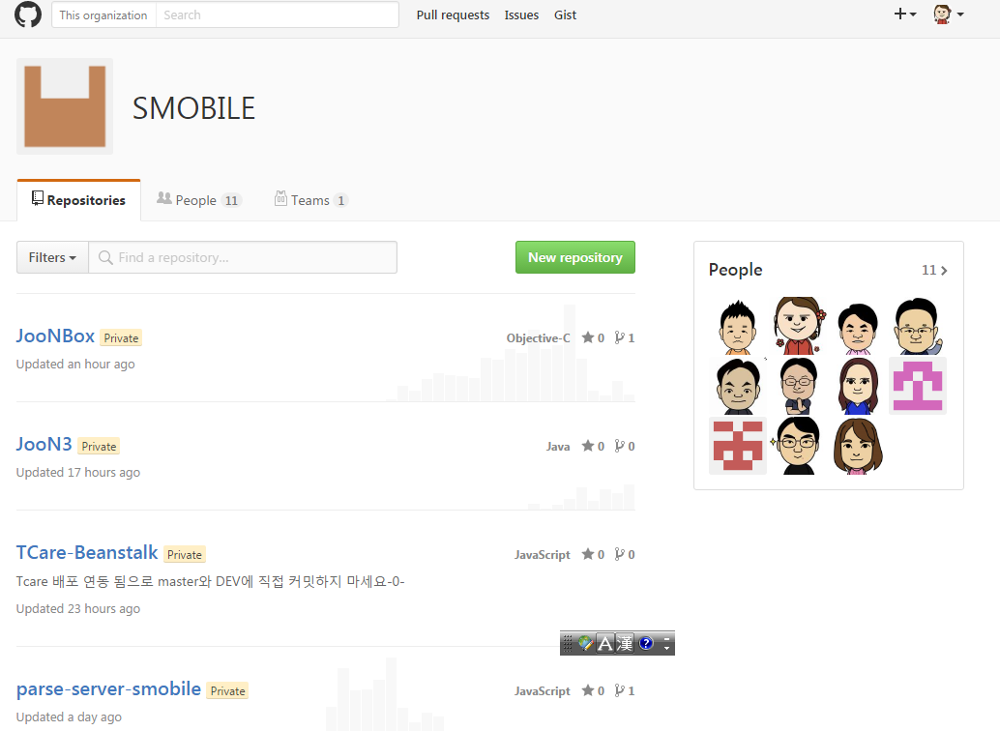 This organization Search Pull requests Issues Gist
SMOBILE
Repositories People 11 Teams 1
Filters Find a repository... New repository
JooNBox Private Objective-C 0 1
Updated an hour ago
JooN3 Private Java 0 0
Updated 17 hours ago
TCare-Beanstalk Private JavaScript 0 0
Tcare 배포 연동 됨으로 master와 DEV에 직접 커밋하지 마세요-0-
Updated 23 hours ago
A 漢 ?
parse-server-smobile Private JavaScript 0 1
Updated a day ago
People 11